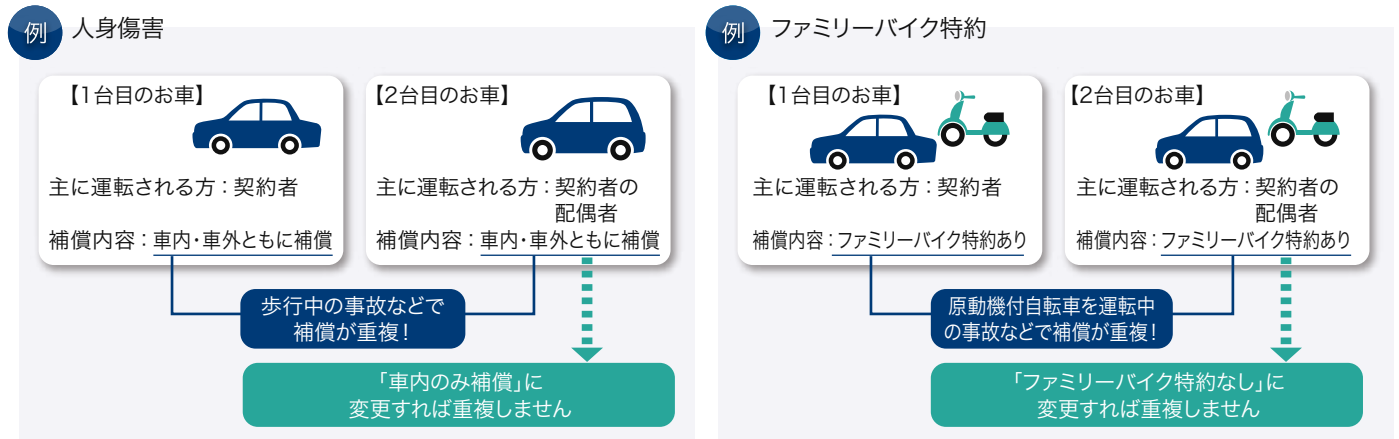 例 人身傷害
【1台目のお車】
主に運転される方：契約者
補償内容：車内・車外ともに補償
【2台目のお車】
主に運転される方：契約者の
配偶者
補償内容：車内・車外ともに補償
歩行中の事故などで
補償が重複！
「車内のみ補償」に
変更すれば重複しません
例 ファミリーバイク特約
【1台目のお車】
主に運転される方：契約者
補償内容：ファミリーバイク特約あり
【2台目のお車】
主に運転される方：契約者の
配偶者
補償内容：ファミリーバイク特約あり
原動機付自転車を運転中
の事故などで補償が重複！
「ファミリーバイク特約なし」に
変更すれば重複しません